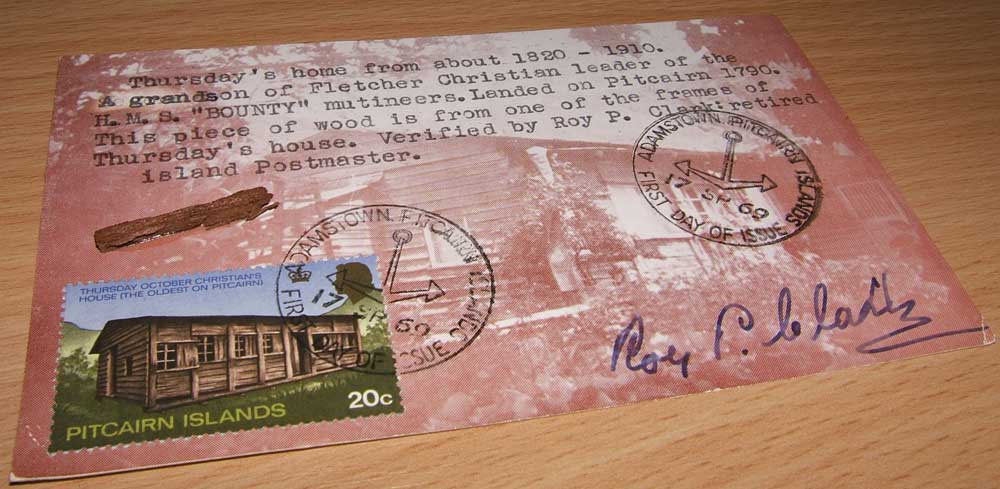 Thursday's home from about 1820 - 1910.
A grandson of Fletcher Christian leader of the
H.M.S. "BOUNTY" mutineers. Landed on Pitcairn 1790.
This piece of wood is from one of the frames of
Thursday's house. Verified by Roy P. Clark: retired
island Postmaster.
ADAMSTOWN, PITCAIRN ISLANDS
17 SP 69
FIRST DAY OF ISSUE
ADAMSTOWN, PITCAIRN ISLANDS
17 SP 69
FIRST DAY OF ISSUE
THURSDAY OCTOBER CHRISTIAN'S
HOUSE (THE OLDEST ON PITCAIRN)
20c
PITCAIRN ISLANDS
Roy P. Clark